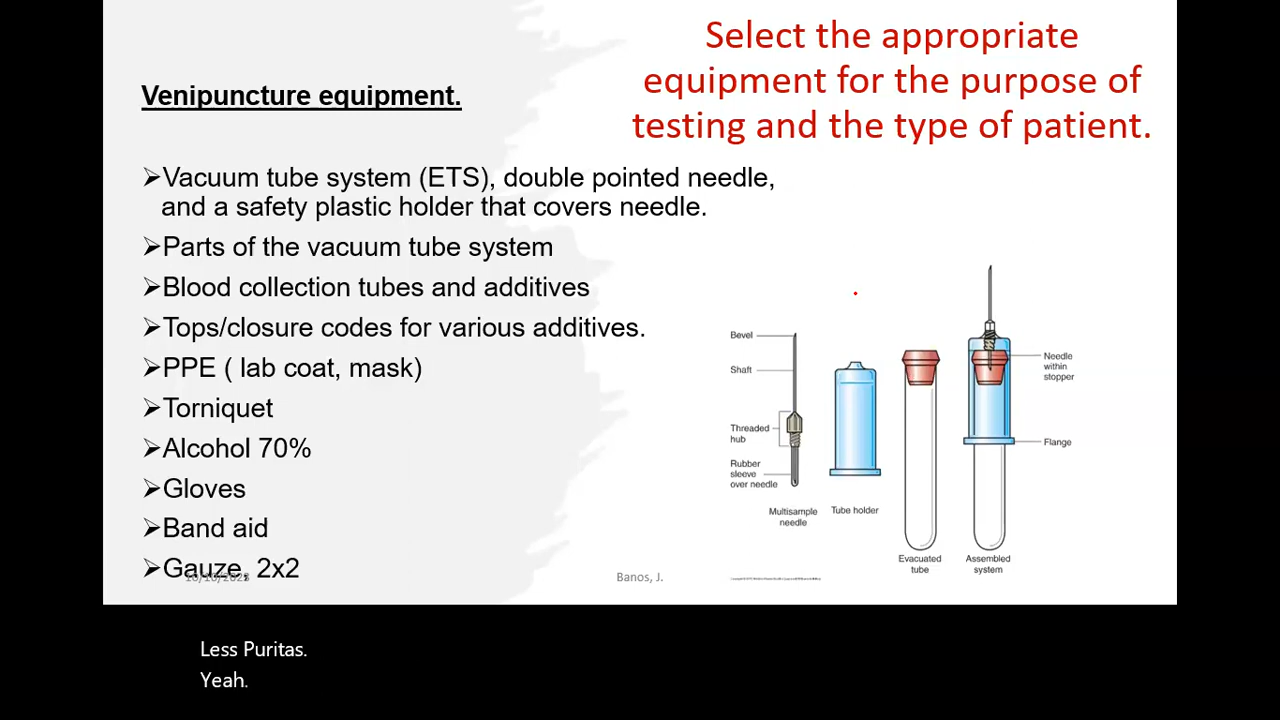 Select the appropriate
equipment for the purpose of
testing and the type of patient.
Venipuncture equipment.
➢Vacuum tube system (ETS), double pointed needle,
and a safety plastic holder that covers needle.
➢Parts of the vacuum tube system
➢Blood collection tubes and additives
➢Tops/closure codes for various additives.
➢PPE ( lab coat, mask)
➢Torniquet
➢Alcohol 70%
➢Gloves
➢Band aid
➢Gauze, 2x2
Banos, J.
Bevel
Shaft
Threaded
hub
Rubber
sleeve
over needle
Multisample
needle
Tube holder
Evacuated
tube
Assembled
system
Needle
within
stopper
Flange
Less Puritas.
Yeah.